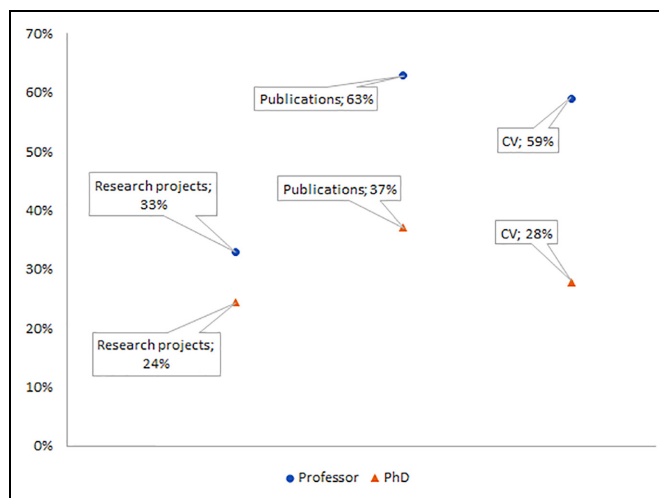 70%
60%
50%
40%
30%
20%
10%
0%
Publications; 63%
CV; 59%
Research projects;
33%
Publications; 37%
CV; 28%
Research projects;
24%
Professor
PhD